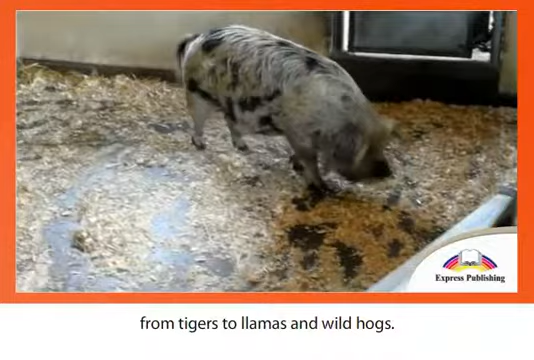 Express Publishing
from tigers to llamas and wild hogs.